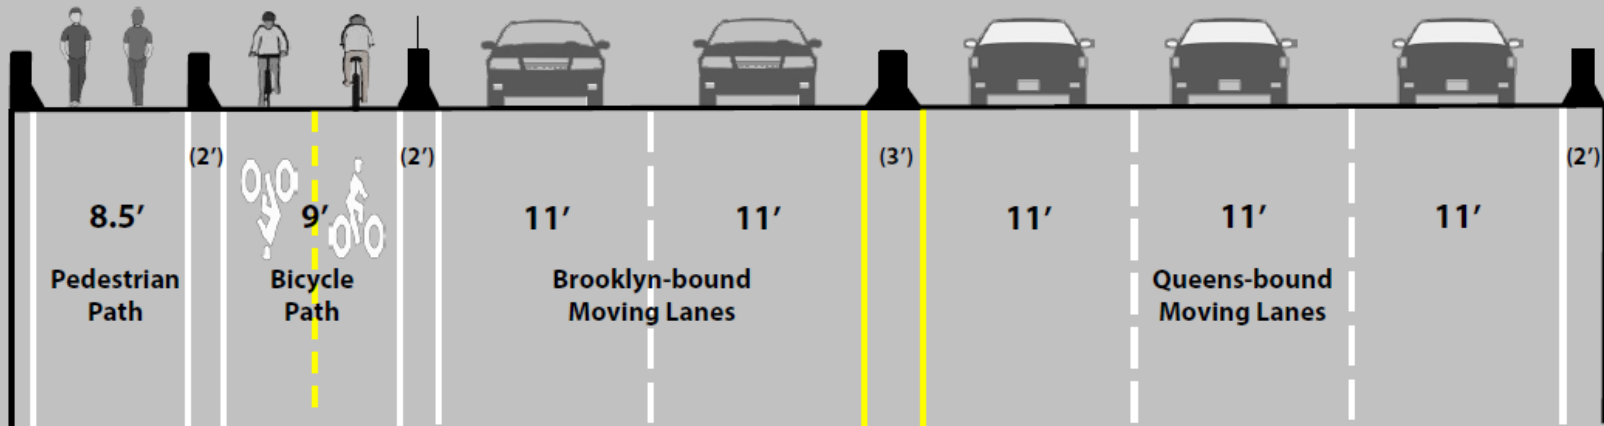 (2’)
(2’)
(3’)
(2’)
8.5’
9’
11’
11’
11’
11’
11’
Pedestrian
Path
Bicycle
Path
Brooklyn-bound
Moving Lanes
Queens-bound
Moving Lanes